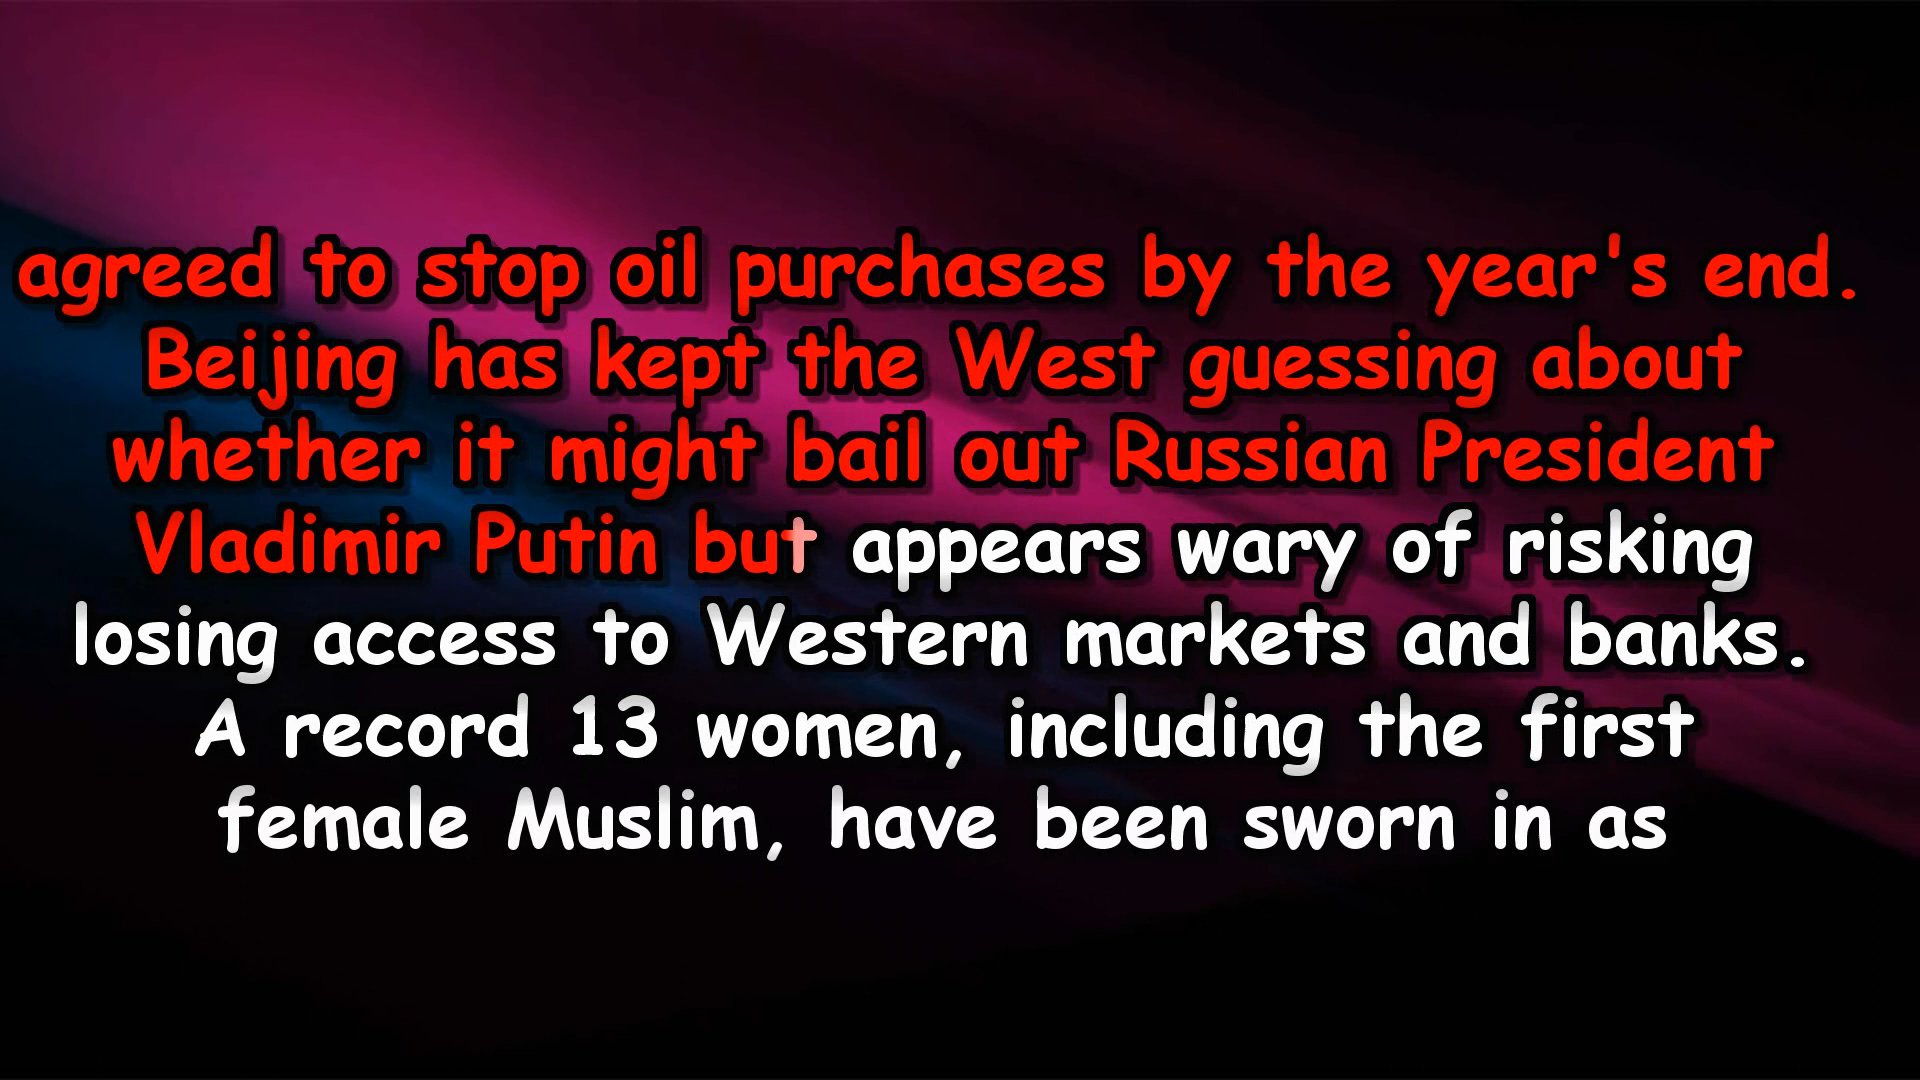 agreed to stop oil purchases by the year's end.
Beijing has kept the West guessing about
whether it might bail out Russian President
Vladimir Putin but appears wary of risking
losing access to Western markets and banks.
A record 13 women, including the first
female Muslim, have been sworn in as